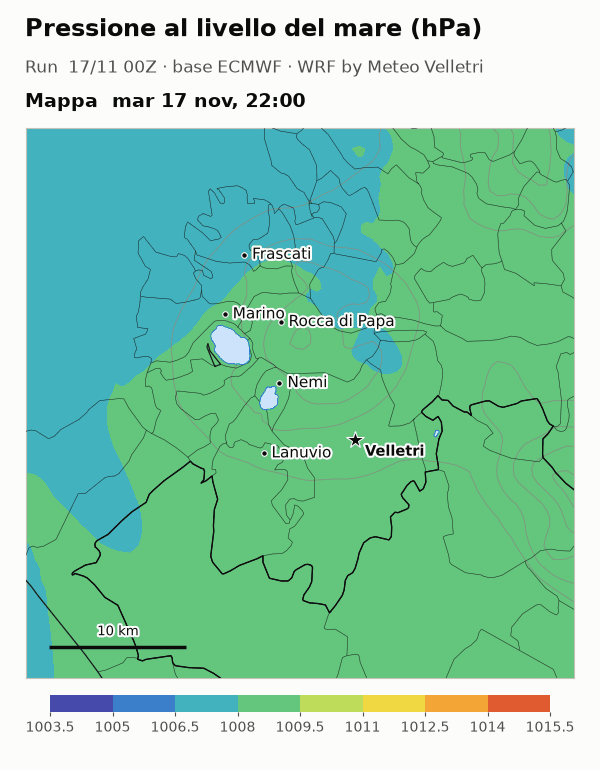 Pressione al livello del mare (hPa)
Run  17/11 00Z · base ECMWF · WRF by Meteo Velletri
Mappa  mar 17 nov, 22:00
Frascati
Marino
Rocca di Papa
Nemi
Velletri
Lanuvio
10 km
1003.5 1005 1006.5 1008 1009.5 1011 1012.5 1014 1015.5